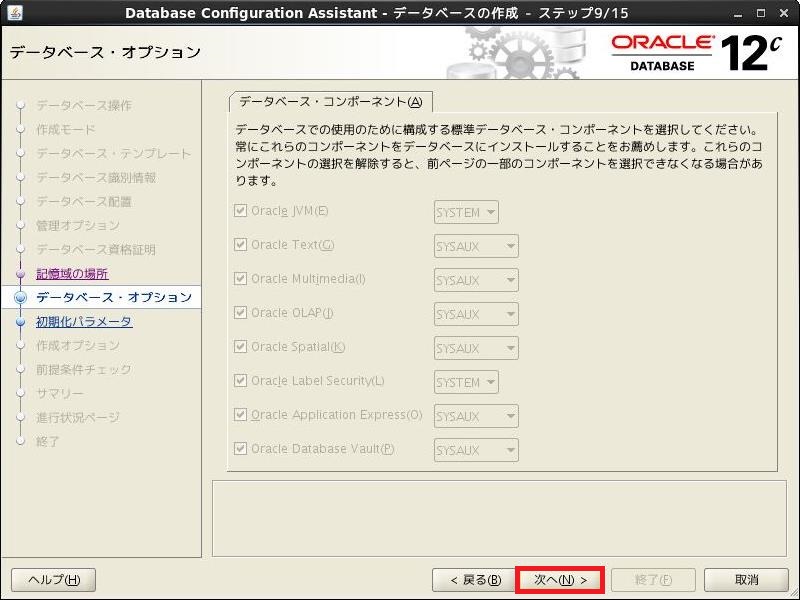 Database Configuration Assistant - データベースの作成 - ステップ9/15
データベース・オプション
ORACLE
DATABASE
12c
データベース操作
作成モード
データベース・テンプレート
データベース識別情報
データベース配置
管理オプション
データベース資格証明
記憶域の場所
データベース・オプション
初期化パラメータ
作成オプション
前提条件チェック
サマリー
進行状況ページ
終了
データベース・コンポーネント(A)
データベースでの使用のために構成する標準データベース・コンポーネントを選択してください。
常にこれらのコンポーネントをデータベースにインストールすることをお薦めします。これらのコ
ンポーネントの選択を解除すると、前ページの一部のコンポーネントを選択できなくなる場合があ
ります。
Oracle JVM(E) SYSTEM
Oracle Text(G) SYSAUX
Oracle Multimedia(I) SYSAUX
Oracle OLAP(J) SYSAUX
Oracle Spatial(K) SYSAUX
Oracle Label Security(L) SYSTEM
Oracle Application Express(O) SYSAUX
Oracle Database Vault(P) SYSAUX
ヘルプ(H) < 戻る(B) 次へ(N) > 終了(F) 取消